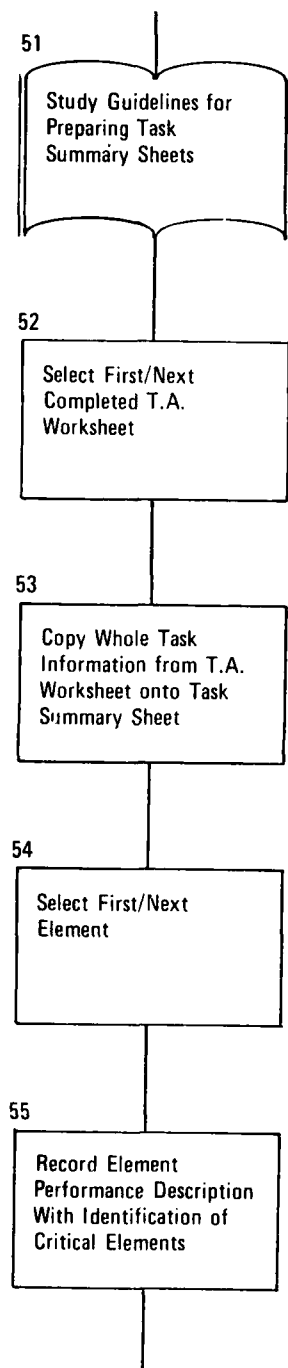 51
Study Guidelines for
Preparing Task
Summary Sheets
52
Select First/Next
Completed T.A.
Worksheet
53
Copy Whole Task
Information from T.A.
Worksheet onto Task
Summary Sheet
54
Select First/Next
Element
55
Record Element
Performance Description
With Identification of
Critical Elements